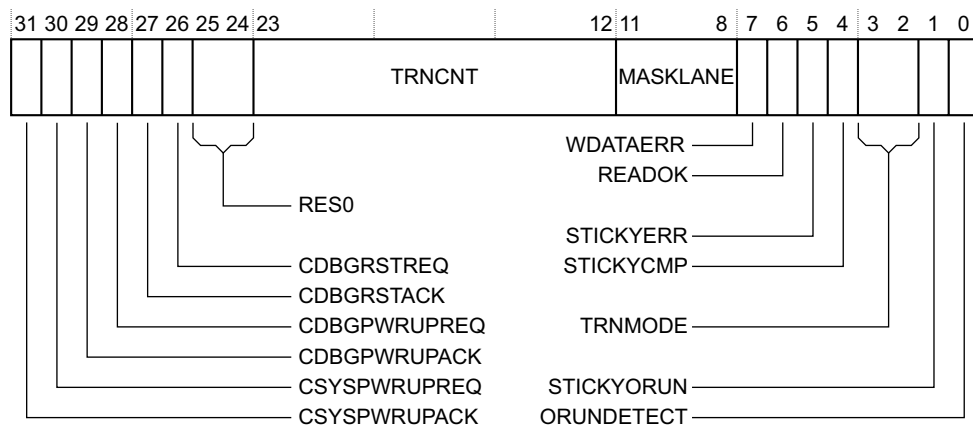 31 30 29 28 27 26 25 24 23 12 11 8 7 6 5 4 3 2 1 0
TRNCNT MASKLANE
WDATAERR
READOK
RES0
STICKYERR
CDBGRSTREQ STICKYCMP
CDBGRSTACK
CDBGPWRUPREQ TRNMODE
CDBGPWRUPACK
CSYSPWRUPREQ STICKYORUN
CSYSPWRUPACK ORUNDETECT